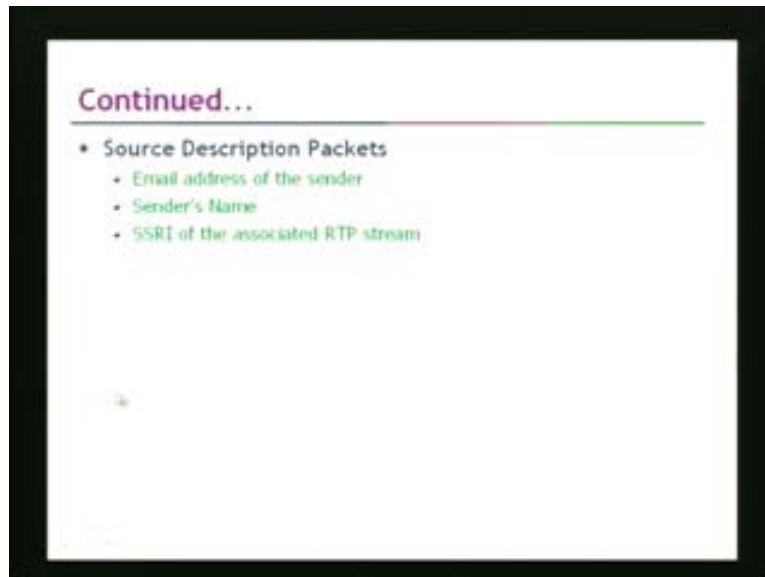 Continued...
• Source Description Packets
• Email address of the sender
• Sender's Name
• SSRI of the associated RTP stream